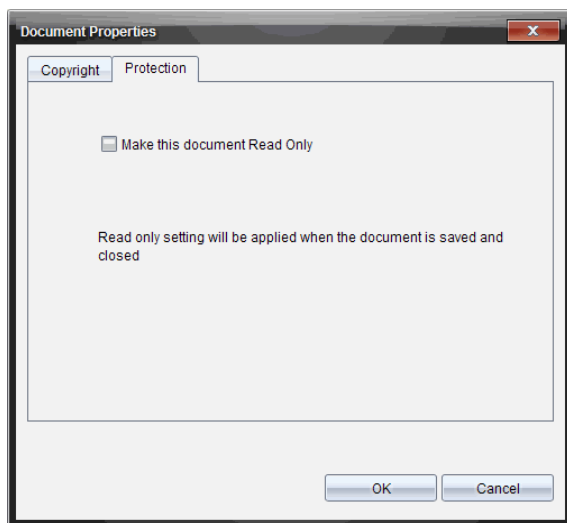 Document Properties
x
Copyright
Protection
Make this document Read Only
Read only setting will be applied when the document is saved and
closed
OK
Cancel